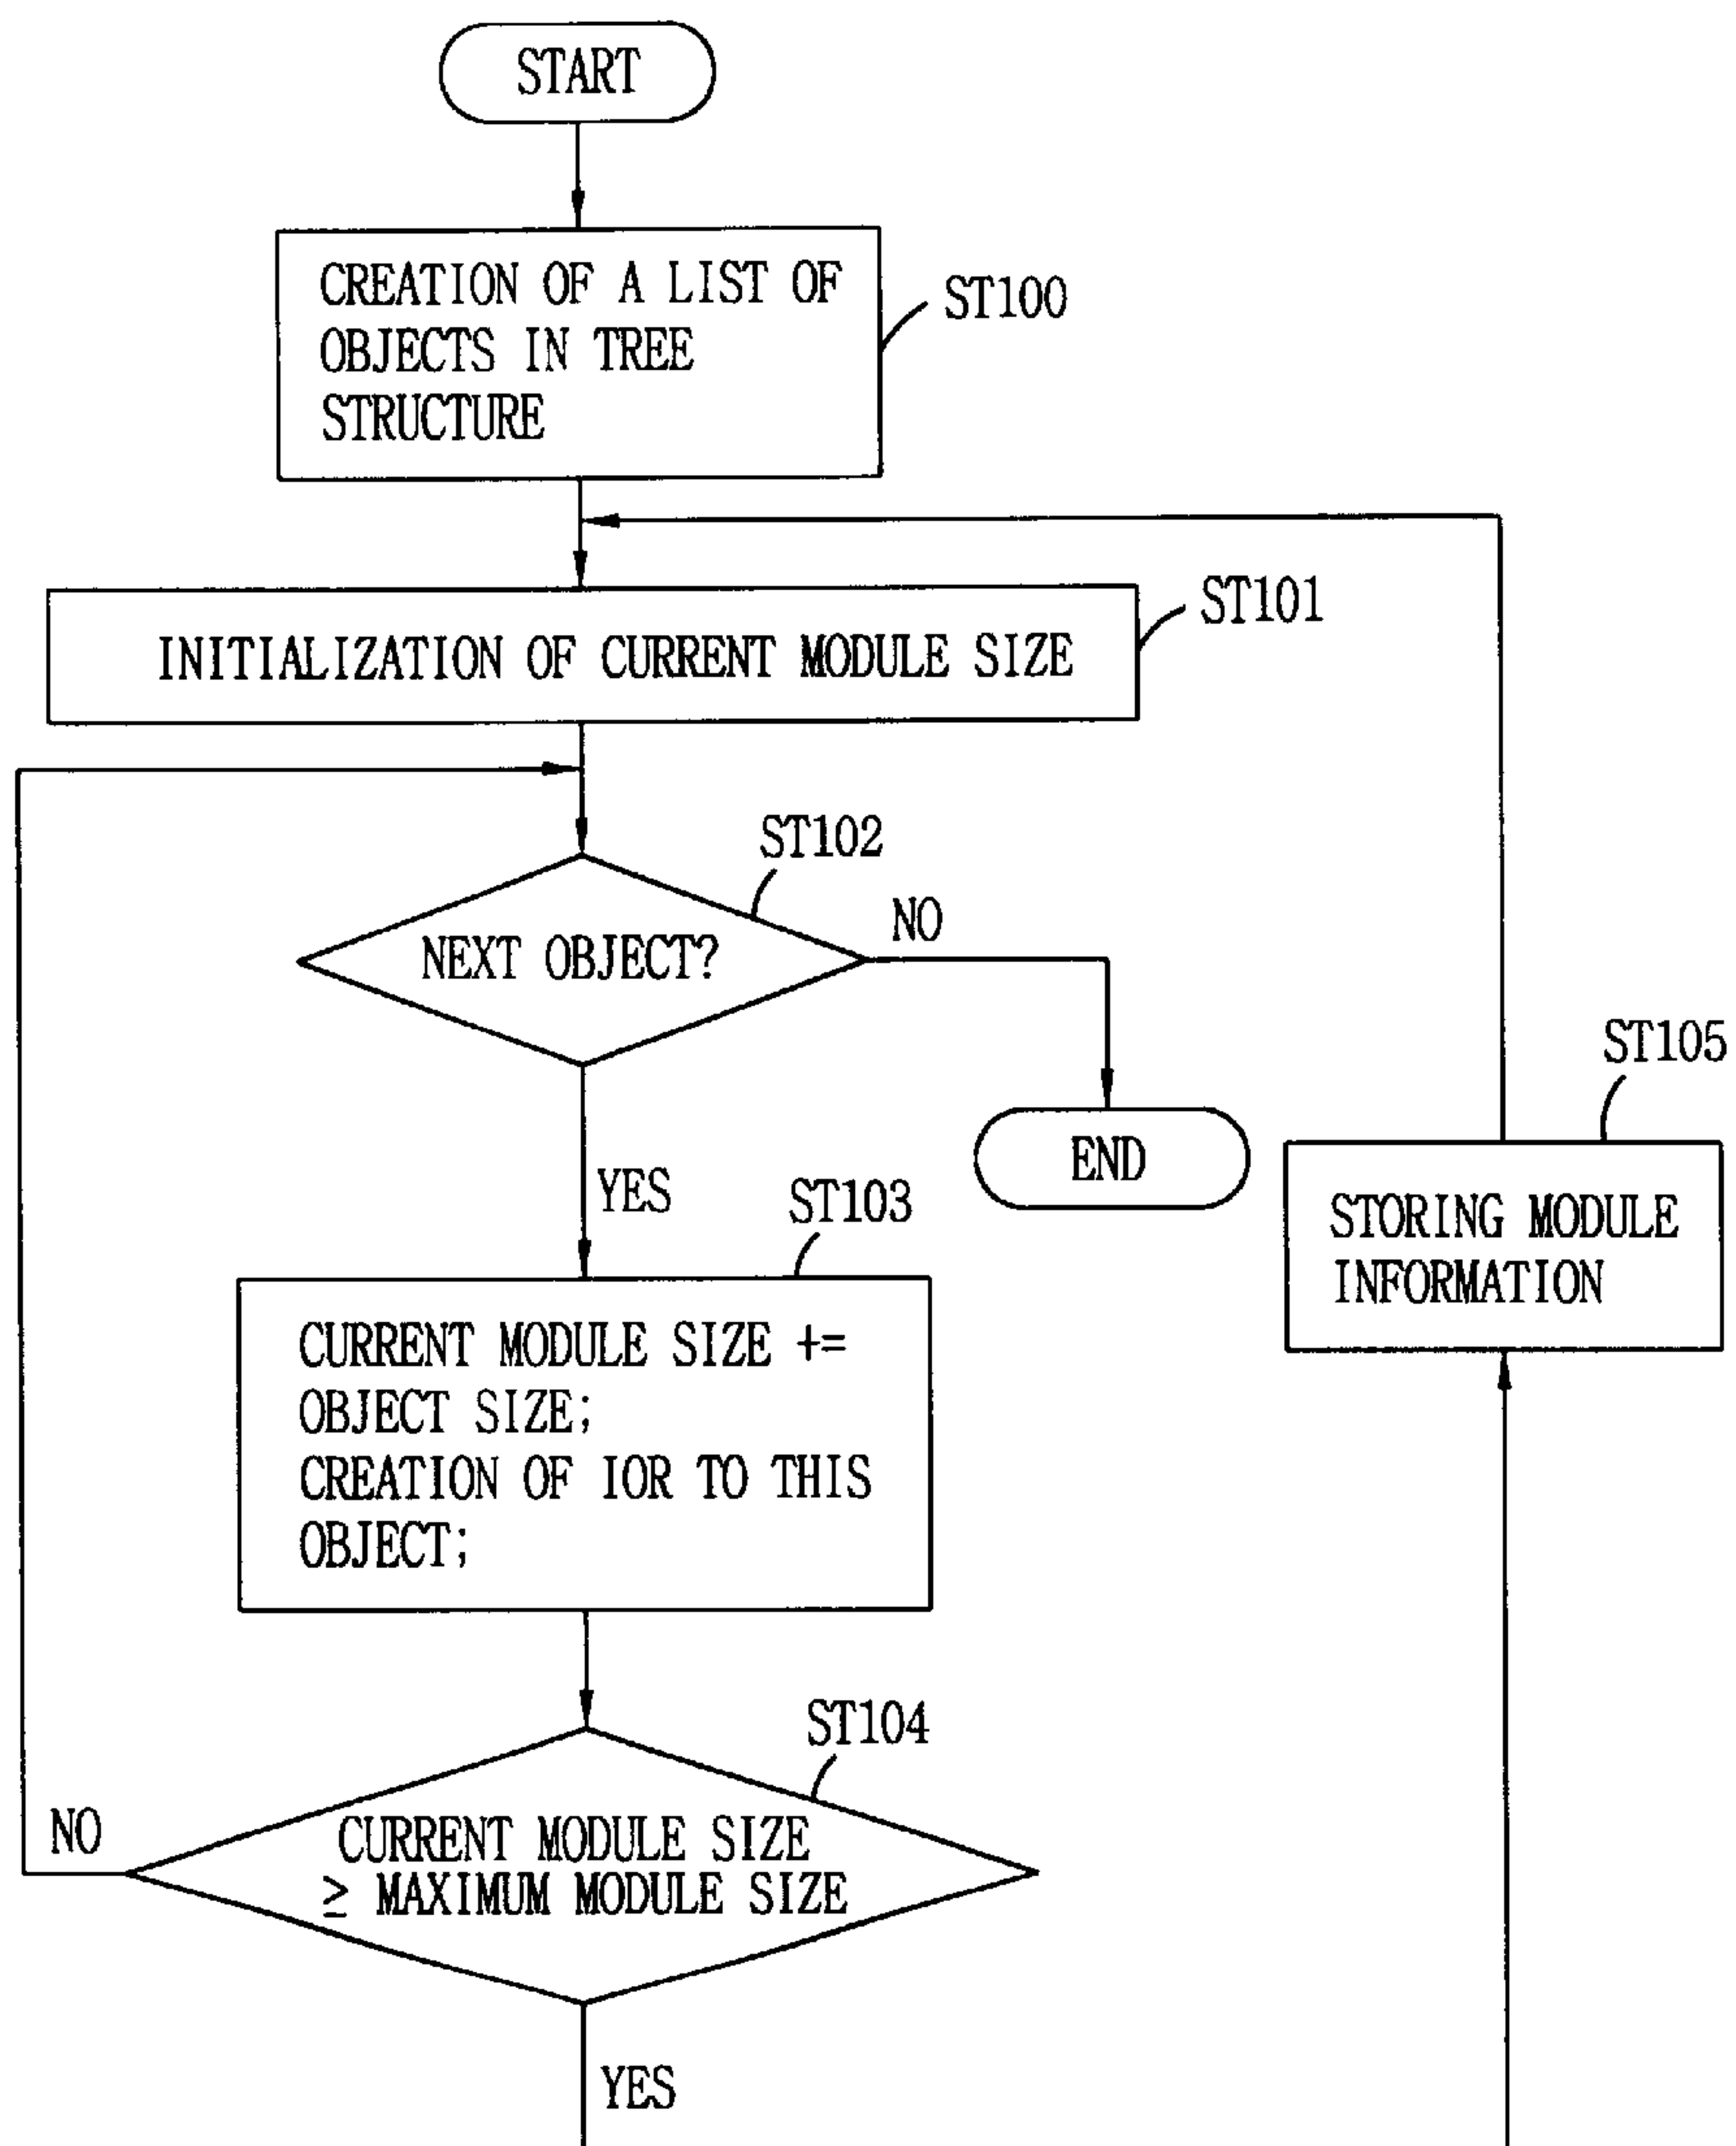 START
CREATION OF A LIST OF
OBJECTS IN TREE
STRUCTURE
ST100
INITIALIZATION OF CURRENT MODULE SIZE
ST101
ST102
NEXT OBJECT?
NO
END
YES
ST103
CURRENT MODULE SIZE +=
OBJECT SIZE;
CREATION OF IOR TO THIS
OBJECT;
ST104
CURRENT MODULE SIZE
≥ MAXIMUM MODULE SIZE
NO
YES
ST105
STORING MODULE
INFORMATION